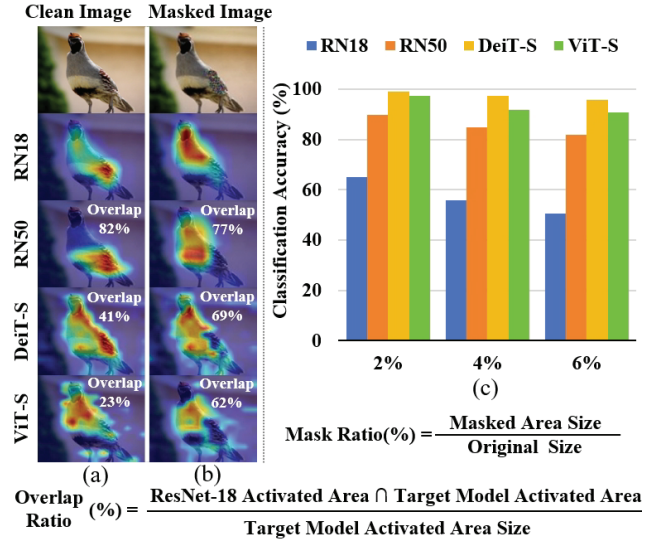 Clean Image Masked Image
RN18
RN50
Overlap 82%
Overlap 77%
DeiT-S
Overlap 41%
Overlap 69%
ViT-S
Overlap 23%
Overlap 62%
(a) (b)
RN18 RN50 DeiT-S ViT-S
Classification Accuracy (%)
100
80
60
40
20
0
2% 4% 6%
(c)
Mask Ratio(%) = Masked Area Size
Original Size
Overlap Ratio (%) = ResNet-18 Activated Area ∩ Target Model Activated Area
Target Model Activated Area Size